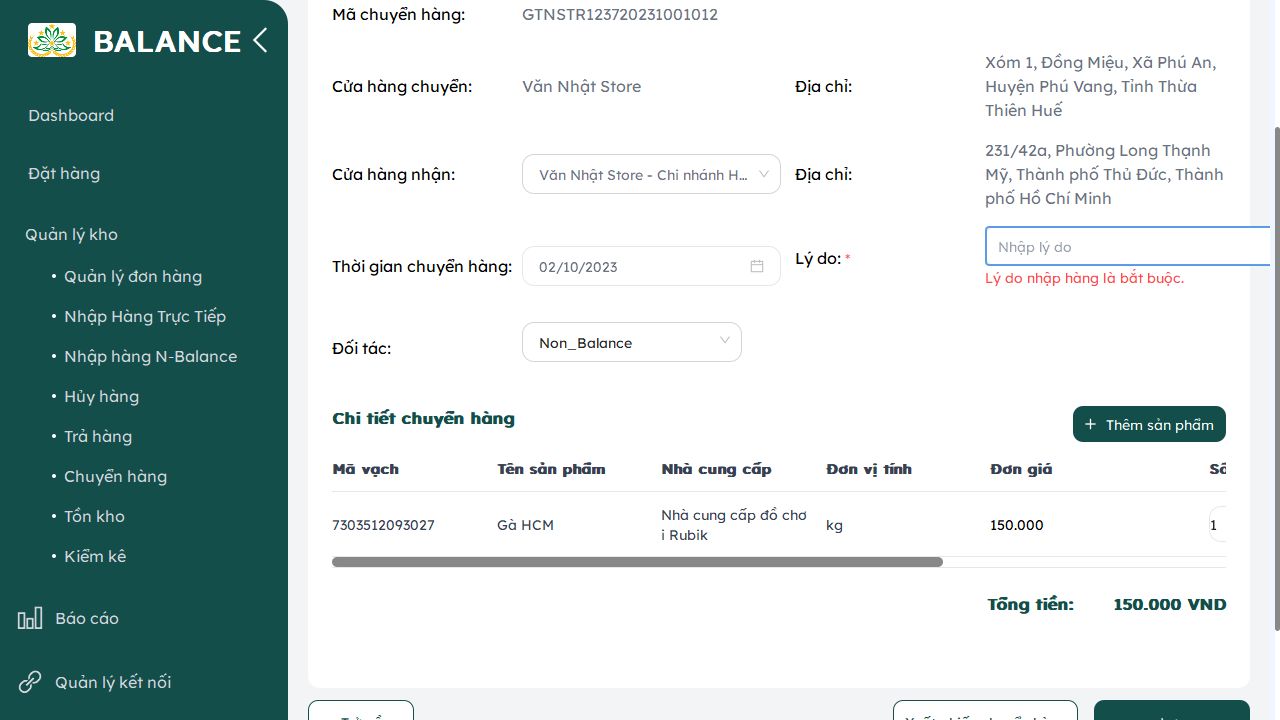 BALANCE
Dashboard
Đặt hàng
Quản lý kho
Quản lý đơn hàng
Nhập Hàng Trực Tiếp
Nhập hàng N-Balance
Hủy hàng
Trả hàng
Chuyển hàng
Tồn kho
Kiểm kê
Báo cáo
Quản lý kết nối
Mã chuyển hàng: GTNSTR123720231001012
Cửa hàng chuyển: Văn Nhật Store
Địa chỉ:
Xóm 1, Đồng Miệu, Xã Phú An,
Huyện Phú Vang, Tỉnh Thừa
Thiên Huế
Cửa hàng nhận: Văn Nhật Store - Chi nhánh H...
Địa chỉ:
231/42a, Phường Long Thạnh
Mỹ, Thành phố Thủ Đức, Thành
phố Hồ Chí Minh
Thời gian chuyển hàng: 02/10/2023
Lý do: *
Nhập lý do
Lý do nhập hàng là bắt buộc.
Đối tác: Non_Balance
Chi tiết chuyển hàng
+ Thêm sản phẩm
Mã vạch Tên sản phẩm Nhà cung cấp Đơn vị tính Đơn giá
7303512093027 Gà HCM Nhà cung cấp đồ chơ
i Rubik kg 150.000 1
Tổng tiền: 150.000 VND